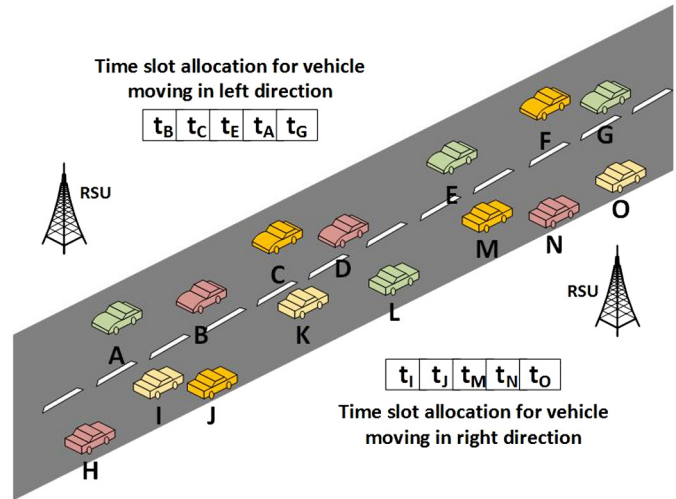 Time slot allocation for vehicle
moving in left direction
tB tC tE tA tG
RSU
F
G
E
O
M
N
C
D
RSU
L
K
A
B
tI tJ tM tN tO
I
J
Time slot allocation for vehicle
moving in right direction
H